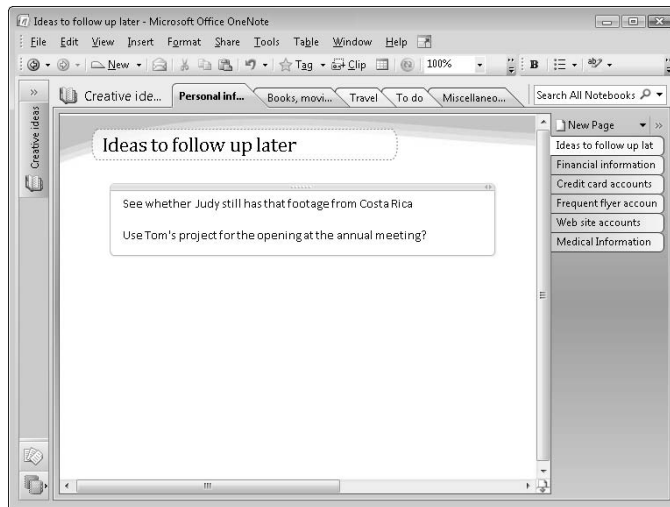 Ideas to follow up later - Microsoft Office OneNote
File Edit View Insert Format Share Tools Table Window Help
New Tag Clip 100% B
Creative ide... Personal inf... Books, movi... Travel To do Miscellaneo... Search All Notebooks
Creative ideas
New Page
Ideas to follow up later
Ideas to follow up lat
Financial information
Credit card accounts
Frequent flyer accoun
Web site accounts
Medical Information
See whether Judy still has that footage from Costa Rica
Use Tom's project for the opening at the annual meeting?